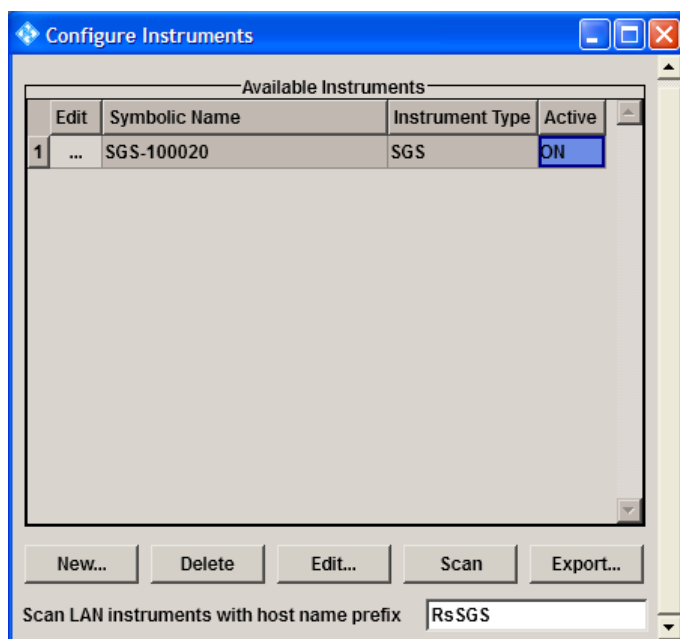 Configure Instruments
Available Instruments
Edit Symbolic Name Instrument Type Active
1 ... SGS-100020 SGS ON
New... Delete Edit... Scan Export...
Scan LAN instruments with host name prefix RsSGS